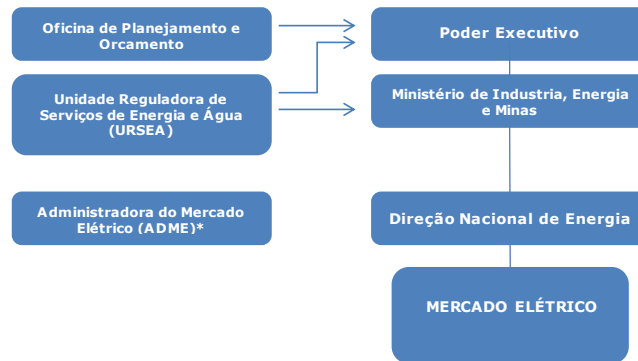 Oficina de Planejamento e
Orcamento
Poder Executivo
Unidade Reguladora de
Serviços de Energia e Água
(URSEA)
Ministério de Industria, Energia
e Minas
Administradora do Mercado
Elétrico (ADME)*
Direção Nacional de Energia
MERCADO ELÉTRICO